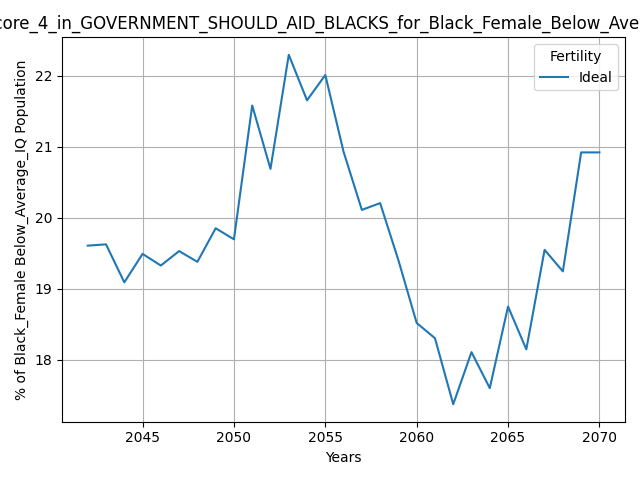 core_4_in_GOVERNMENT_SHOULD_AID_BLACKS_for_Black_Female_Below_Ave
% of Black_Female Below_Average_IQ Population
22
21
20
19
18
Fertility
Ideal
2045
2050
2055
2060
2065
2070
Years